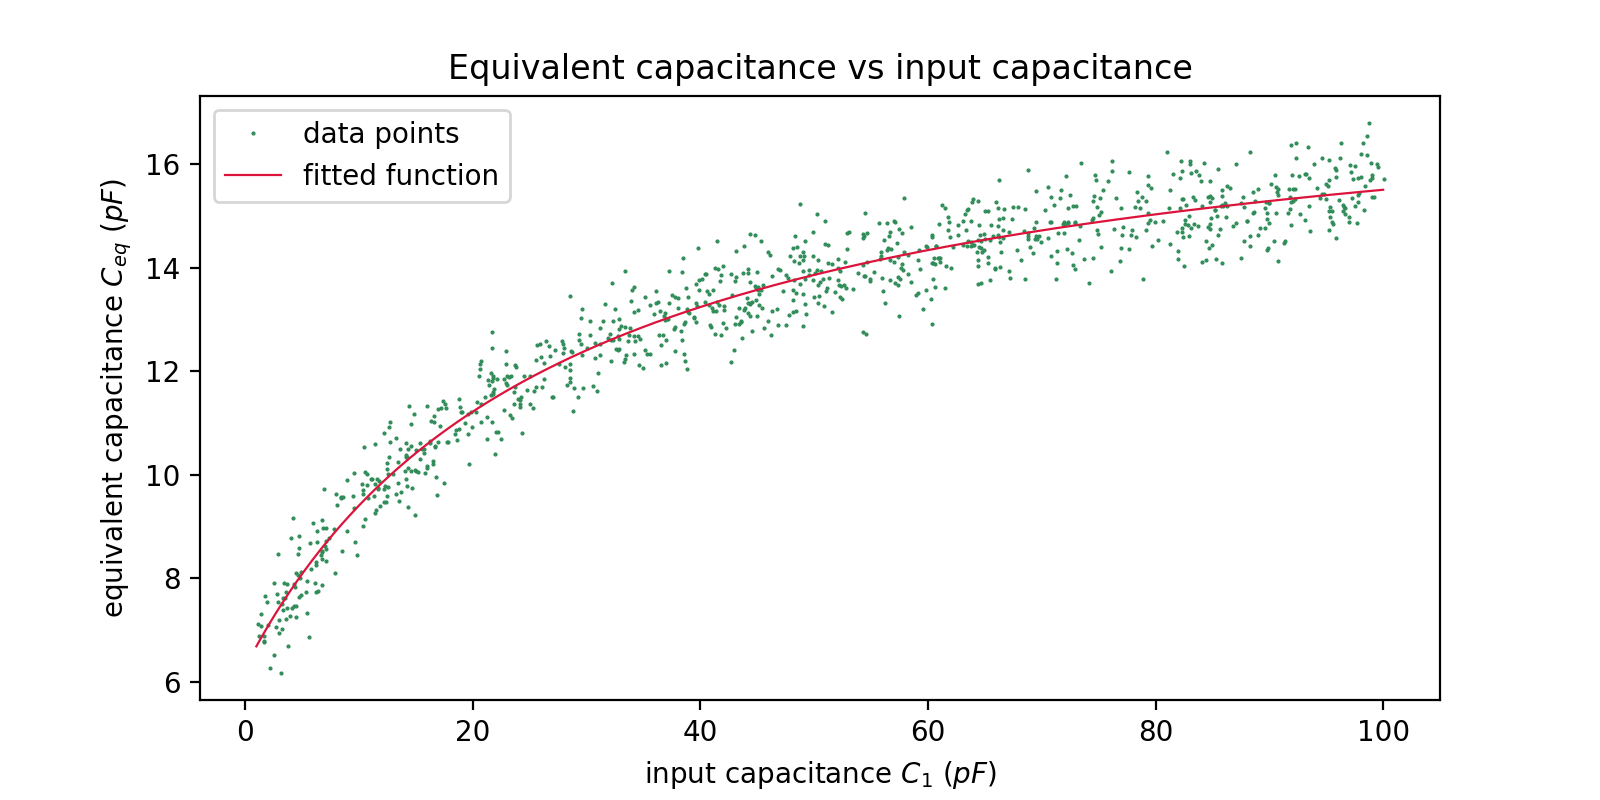 Equivalent capacitance vs input capacitance
data points
fitted function
equivalent capacitance C_eq (pF)
16
14
12
10
8
6
0 20 40 60 80 100
input capacitance C_1 (pF)